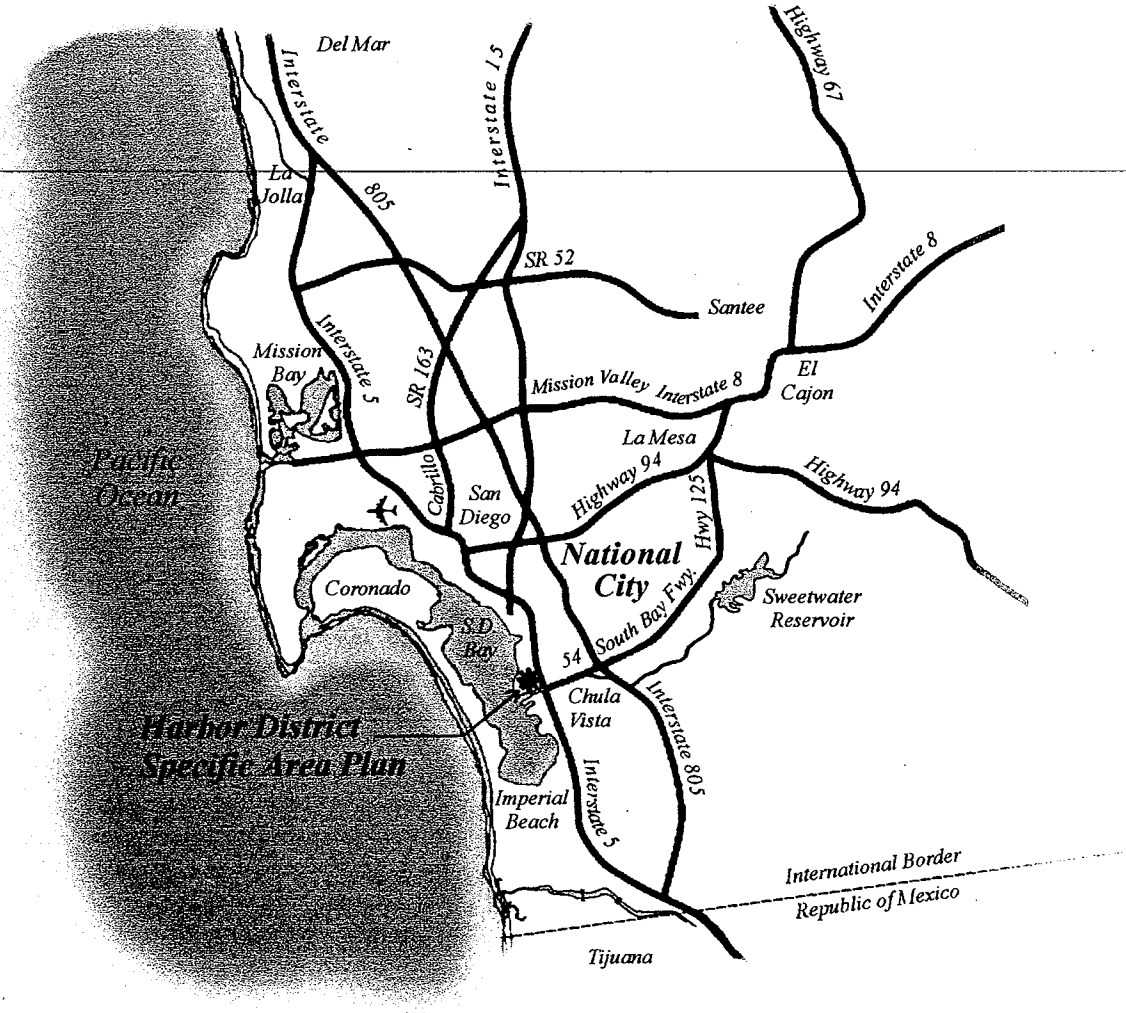 Del Mar
Interstate
Interstate 15
Highway 67
La
Jolla
805
SR 52
Interstate 8
Santee
Interstate 5
Mission
Bay
SR 163
Mission Valley
Interstate 8
El
Cajon
La Mesa
Pacific
Ocean
Cabrillo
San
Diego
Highway 94
Hwy 125
Highway 94
National
City
Coronado
Sweetwater
Reservoir
S.D.
Bay
South Bay Fwy.
54
Chula
Vista
Interstate 805
Harbor District
Specific Area Plan
Imperial
Beach
Interstate 5
International Border
Republic of Mexico
Tijuana